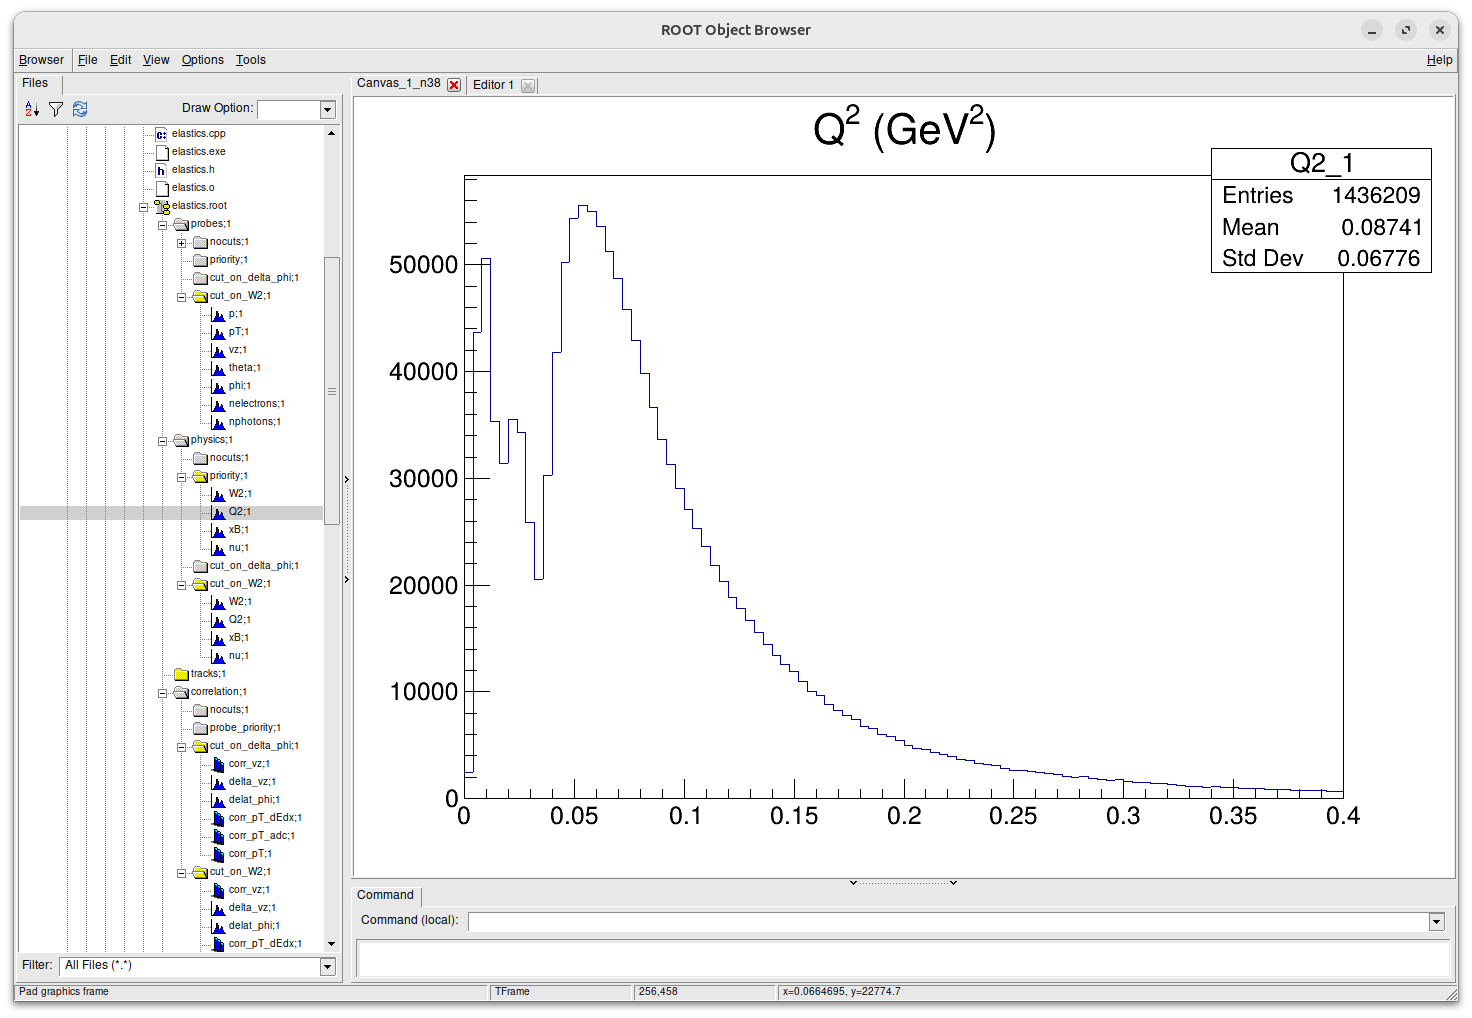 ROOT Object Browser
Browser File Edit View Options Tools Help
Files
Draw Option:
elastics.cpp
elastics.exe
elastics.h
elastics.o
elastics.root
probes;1
nocuts;1
priority;1
cut_on_delta_phi;1
cut_on_W2;1
p;1
pT;1
vz;1
theta;1
phi;1
nelectrons;1
nphotons;1
physics;1
nocuts;1
priority;1
W2;1
Q2;1
xB;1
nu;1
cut_on_delta_phi;1
cut_on_W2;1
W2;1
Q2;1
xB;1
nu;1
tracks;1
correlation;1
nocuts;1
probe_priority;1
cut_on_delta_phi;1
corr_vz;1
delta_vz;1
delat_phi;1
corr_pT_dEdx;1
corr_pT_adc;1
corr_pT;1
cut_on_W2;1
corr_vz;1
delta_vz;1
delat_phi;1
corr_pT_dEdx;1
Filter: All Files (*.*)
Canvas_1_n38 Editor 1
Q² (GeV²)
Q2_1
Entries 1436209
Mean 0.08741
Std Dev 0.06776
50000
40000
30000
20000
10000
0
0 0.05 0.1 0.15 0.2 0.25 0.3 0.35 0.4
Command
Command (local):
Pad graphics frame TFrame 256,458 x=0.0664695, y=22774.7